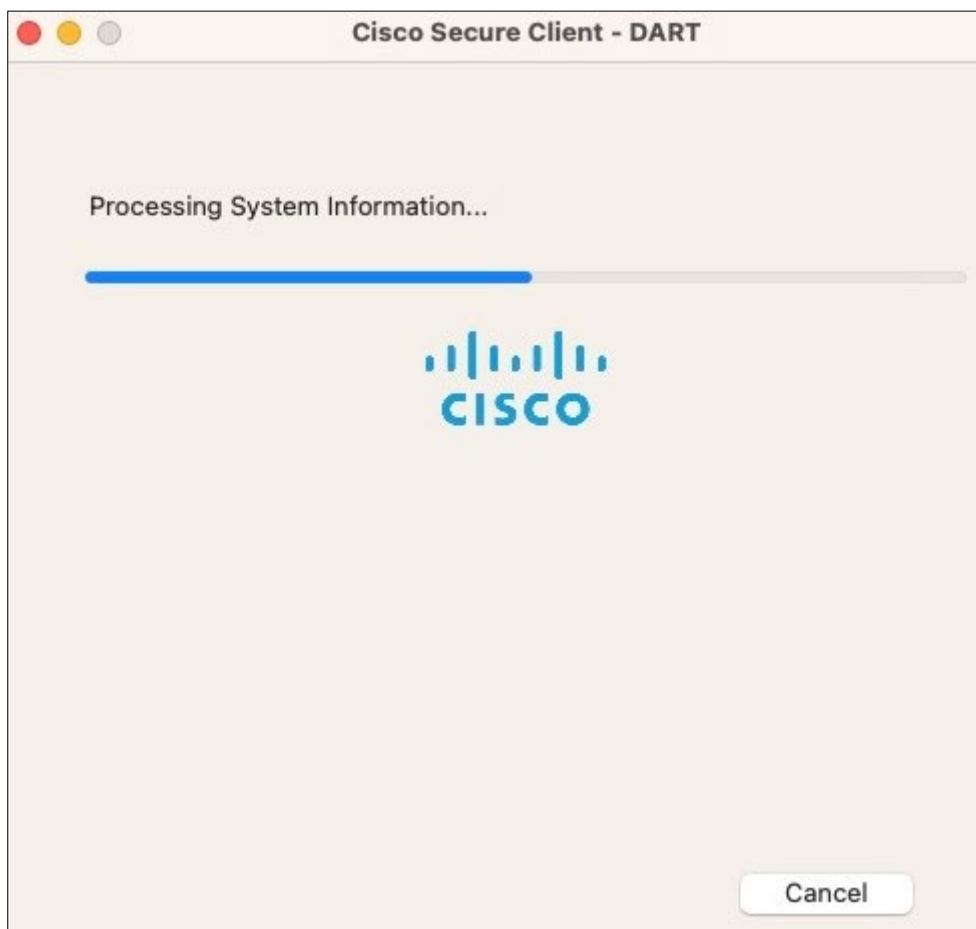 Cisco Secure Client - DART
Processing System Information...
CISCO
Cancel